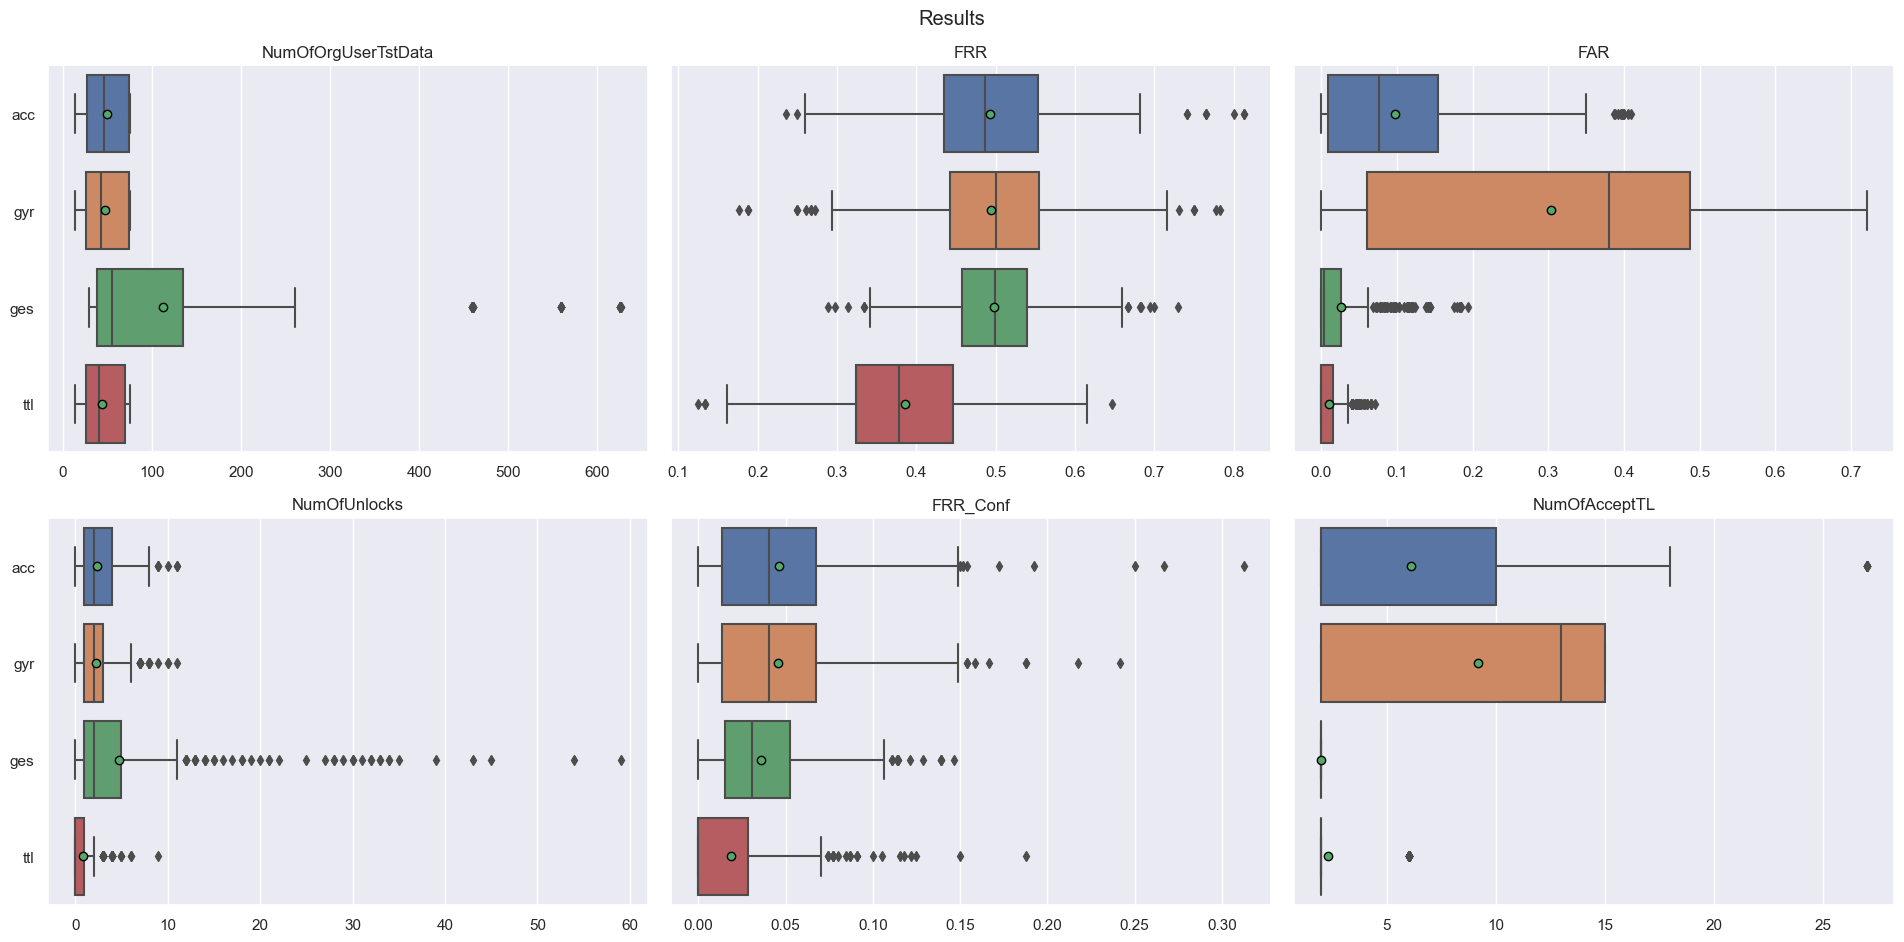 Results
NumOfOrgUserTstData FRR FAR
acc
gyr
ges
ttl
0 100 200 300 400 500 600
0.1 0.2 0.3 0.4 0.5 0.6 0.7 0.8
0.0 0.1 0.2 0.3 0.4 0.5 0.6 0.7
NumOfUnlocks FRR_Conf NumOfAcceptTL
acc
gyr
ges
ttl
0 10 20 30 40 50 60
0.00 0.05 0.10 0.15 0.20 0.25 0.30
5 10 15 20 25